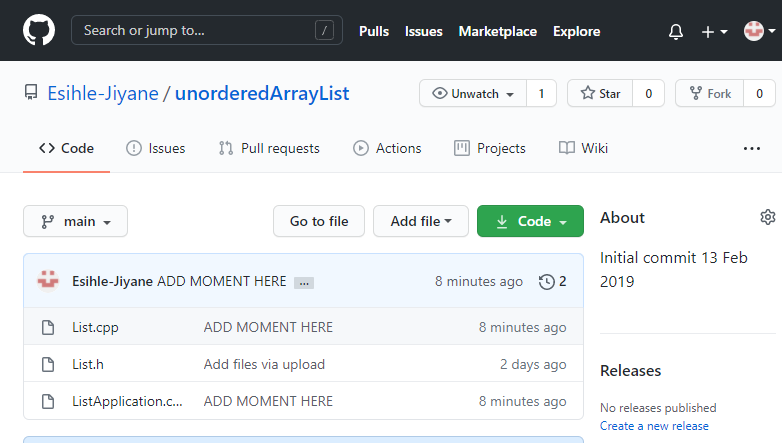 Search or jump to... / Pulls Issues Marketplace Explore
Esihle-Jiyane / unorderedArrayList Unwatch 1 Star 0 Fork 0
Code Issues Pull requests Actions Projects Wiki ...
main Go to file Add file Code
About
Initial commit 13 Feb
2019
Esihle-Jiyane ADD MOMENT HERE ... 8 minutes ago 2
List.cpp ADD MOMENT HERE 8 minutes ago
List.h Add files via upload 2 days ago
ListApplication.c... ADD MOMENT HERE 8 minutes ago
Releases
No releases published
Create a new release